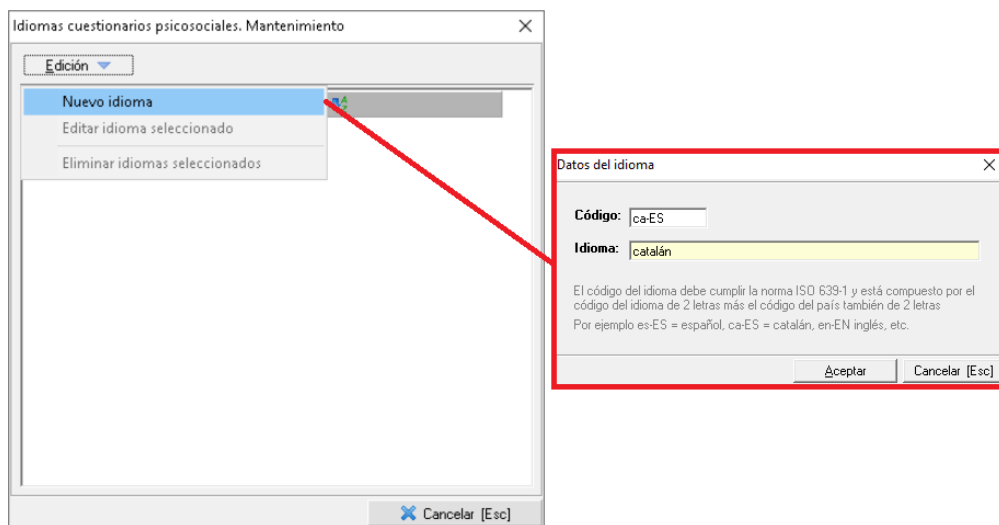 Idiomas cuestionarios psicosociales. Mantenimiento
Edición
Nuevo idioma
Editar idioma seleccionado
Eliminar idiomas seleccionados
Cancelar [Esc]
Datos del idioma
Código: ca-ES
Idioma: catalán
El código del idioma debe cumplir la norma ISO 639-1 y está compuesto por el
código del idioma de 2 letras más el código del país también de 2 letras
Por ejemplo es-ES = español, ca-ES = catalán, en-EN inglés, etc.
Aceptar
Cancelar [Esc]